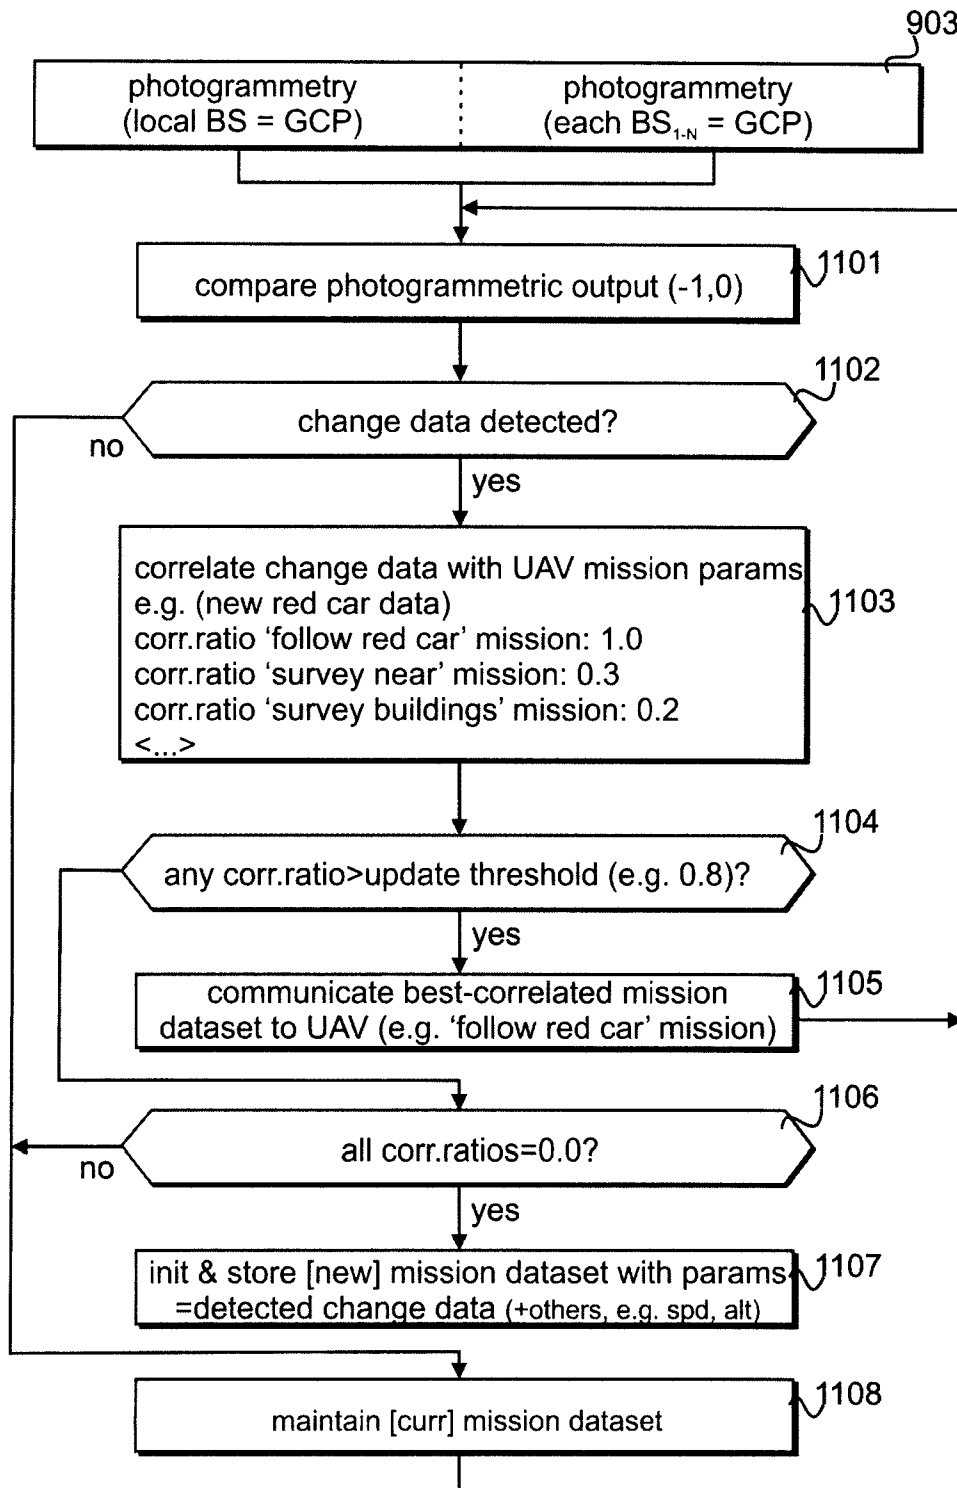 903
photogrammetry
(local BS = GCP)
photogrammetry
(each BS1-N = GCP)
1101
compare photogrammetric output (-1,0)
1102
change data detected?
no
yes
correlate change data with UAV mission params
e.g. (new red car data)
1103
corr.ratio ‘follow red car’ mission: 1.0
corr.ratio ‘survey near’ mission: 0.3
corr.ratio ‘survey buildings’ mission: 0.2
<...>
1104
any corr.ratio>update threshold (e.g. 0.8)?
yes
1105
communicate best-correlated mission
dataset to UAV (e.g. ‘follow red car’ mission)
1106
all corr.ratios=0.0?
no
yes
1107
init & store [new] mission dataset with params
=detected change data (+others, e.g. spd, alt)
1108
maintain [curr] mission dataset